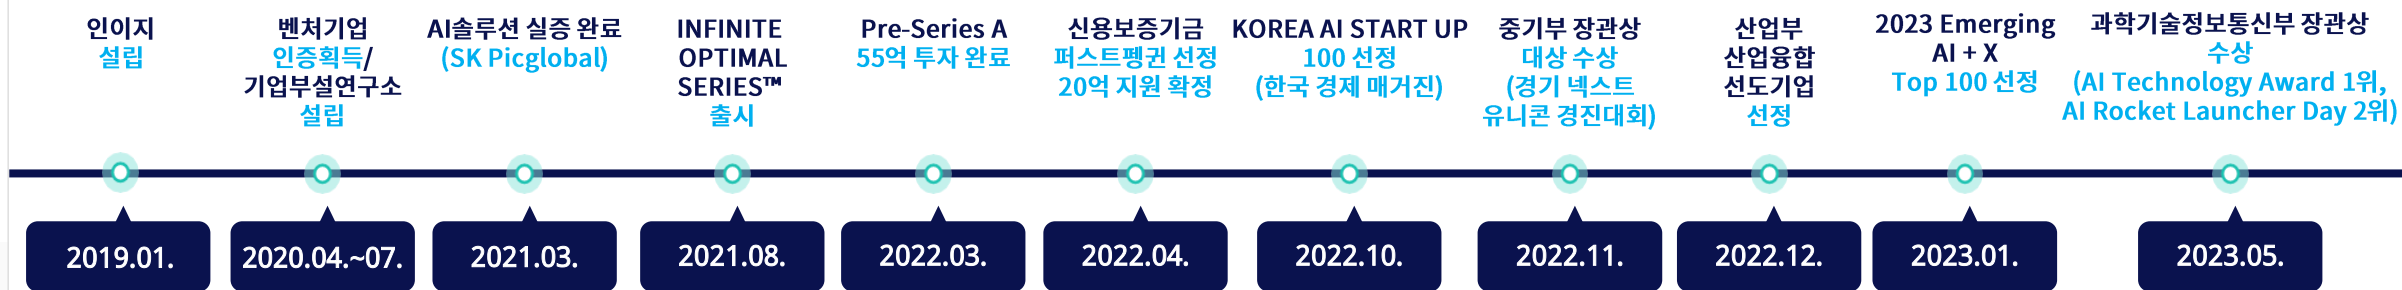 인이지
설립
2019.01.
벤처기업
인증획득/
기업부설연구소
설립
2020.04.~07.
AI솔루션 실증 완료
(SK Picglobal)
2021.03.
INFINITE
OPTIMAL
SERIES™
출시
2021.08.
Pre-Series A
55억 투자 완료
2022.03.
신용보증기금
퍼스트펭귄 선정
20억 지원 확정
2022.04.
KOREA AI START UP
100 선정
(한국 경제 매거진)
2022.10.
중기부 장관상
대상 수상
(경기 넥스트
유니콘 경진대회)
2022.11.
산업부
산업융합
선도기업
선정
2022.12.
2023 Emerging
AI + X
Top 100 선정
2023.01.
과학기술정보통신부 장관상
수상
(AI Technology Award 1위,
AI Rocket Launcher Day 2위)
2023.05.